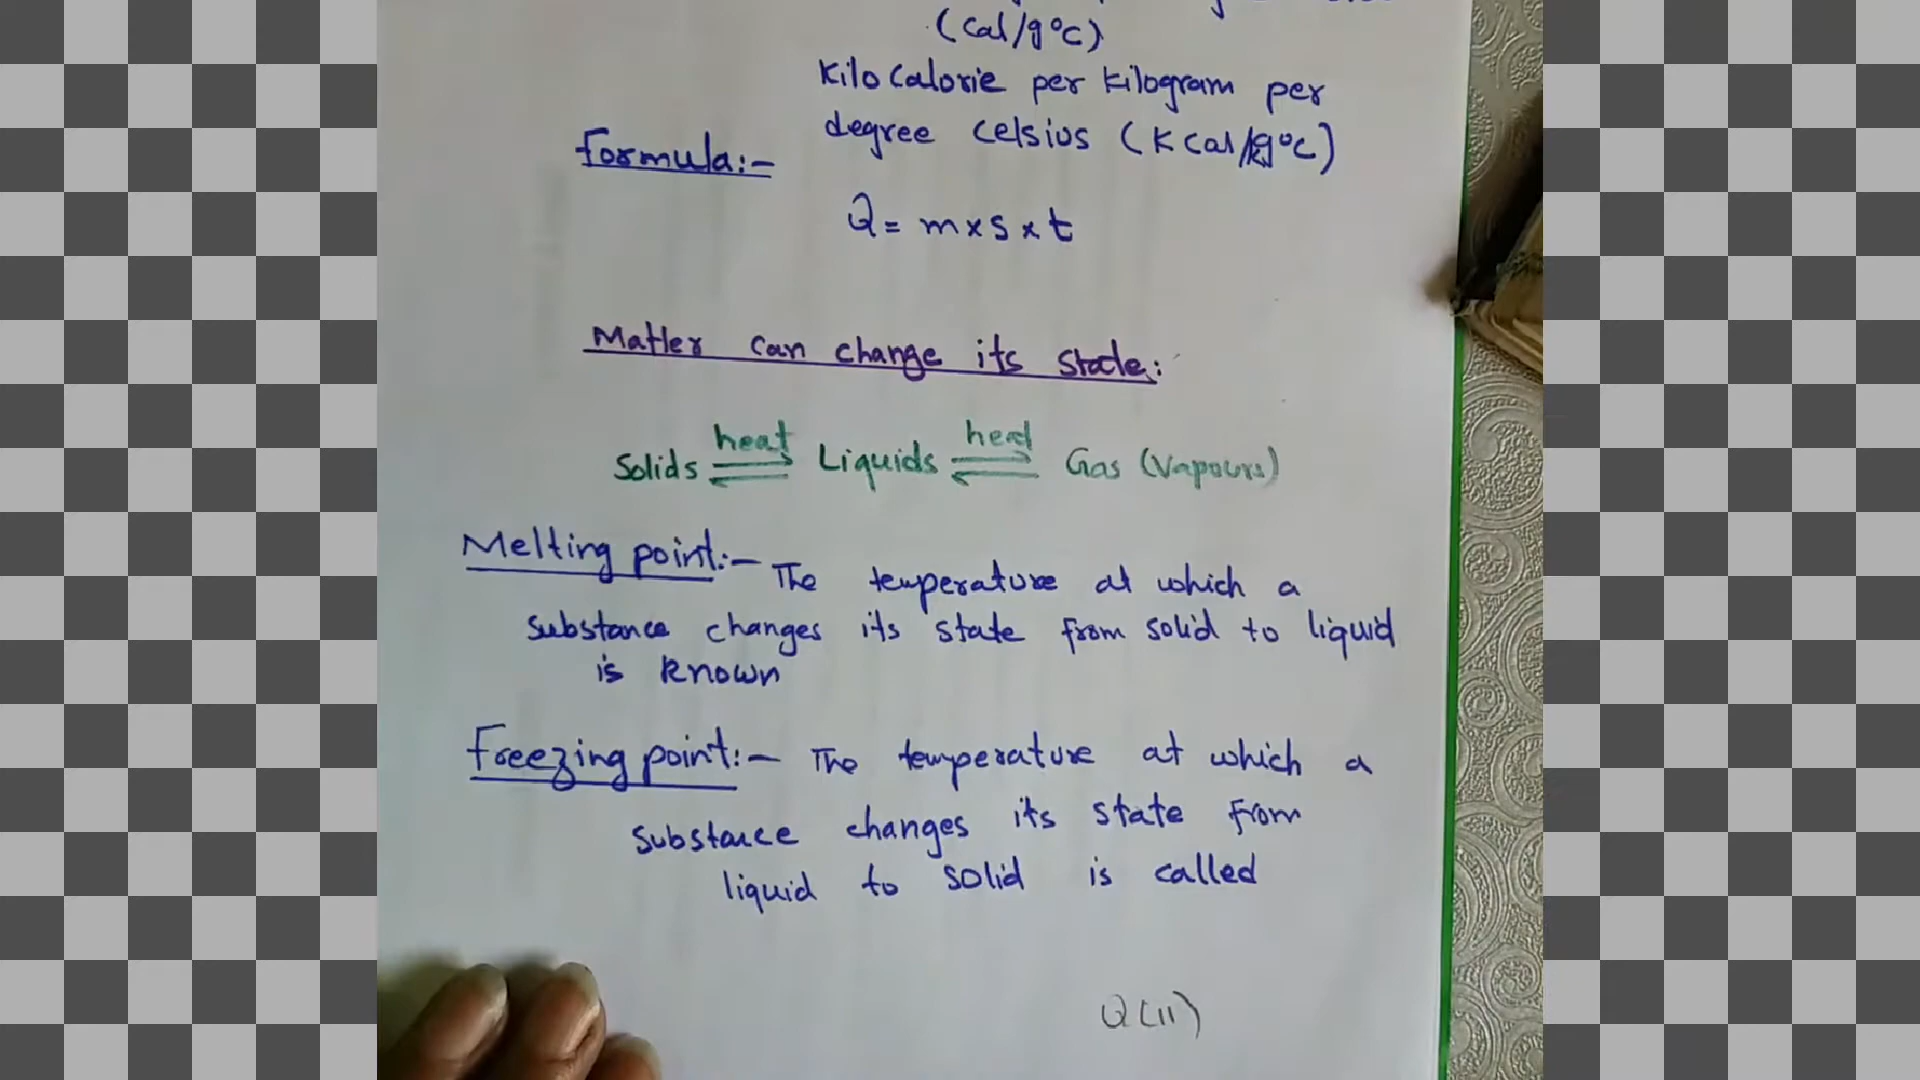 (Cal/g°c)
Kilo Calorie per kilogram per
degree celsius (K Cal/kg°c)
Formula:-
Q = m x s x t
Matter can change its state:
Solids heat Liquids heat Gas (Vapours)
Melting point:- The temperature at which a
substance changes its state from solid to liquid
is known
Freezing point:- The temperature at which a
substance changes its state from
liquid to solid is called
Q(11)